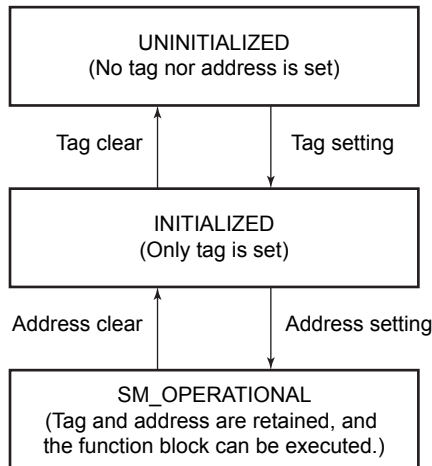 UNINITIALIZED
(No tag nor address is set)
Tag clear
Tag setting
INITIALIZED
(Only tag is set)
Address clear
Address setting
SM_OPERATIONAL
(Tag and address are retained, and
the function block can be executed.)